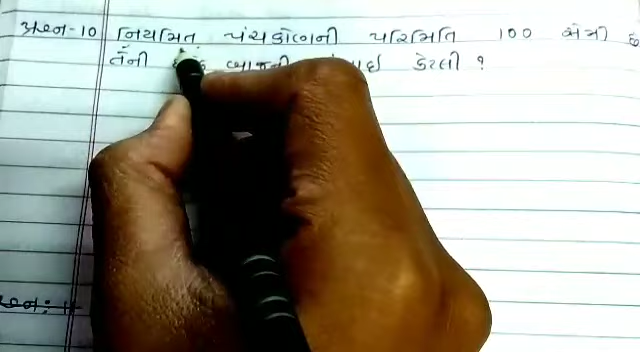 પ્રશ્ન-10 નિયમિત પંચકોણની પરિમિતિ 100 સેમી છે
તેની બાજુની કેટલી ?